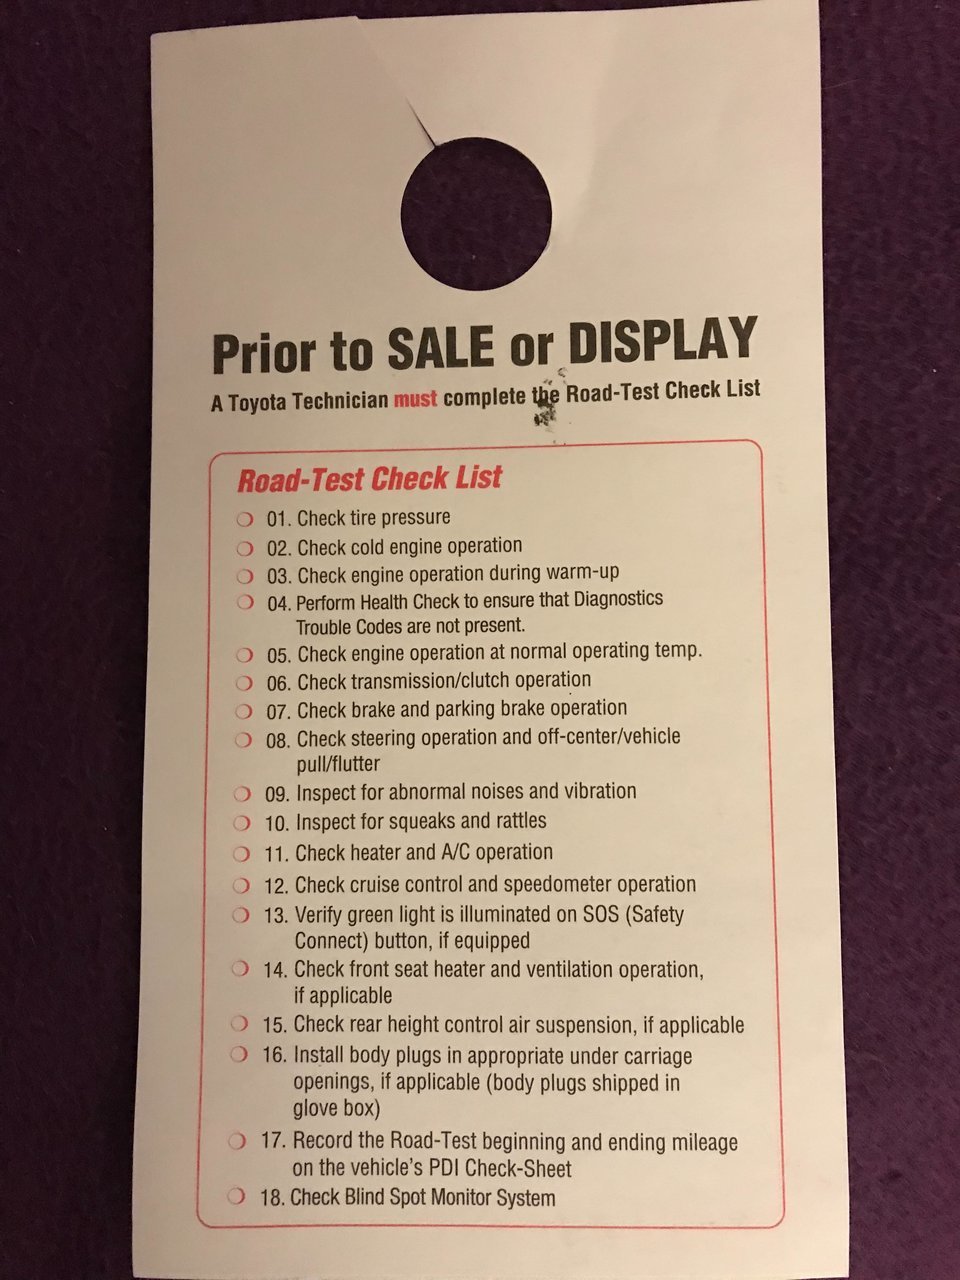 Prior to SALE or DISPLAY
A Toyota Technician must complete the Road-Test Check List
Road-Test Check List
01. Check tire pressure
02. Check cold engine operation
03. Check engine operation during warm-up
04. Perform Health Check to ensure that Diagnostics
Trouble Codes are not present.
05. Check engine operation at normal operating temp.
06. Check transmission/clutch operation
07. Check brake and parking brake operation
08. Check steering operation and off-center/vehicle
pull/flutter
09. Inspect for abnormal noises and vibration
10. Inspect for squeaks and rattles
11. Check heater and A/C operation
12. Check cruise control and speedometer operation
13. Verify green light is illuminated on SOS (Safety
Connect) button, if equipped
14. Check front seat heater and ventilation operation,
if applicable
15. Check rear height control air suspension, if applicable
16. Install body plugs in appropriate under carriage
openings, if applicable (body plugs shipped in
glove box)
17. Record the Road-Test beginning and ending mileage
on the vehicle's PDI Check-Sheet
18. Check Blind Spot Monitor System